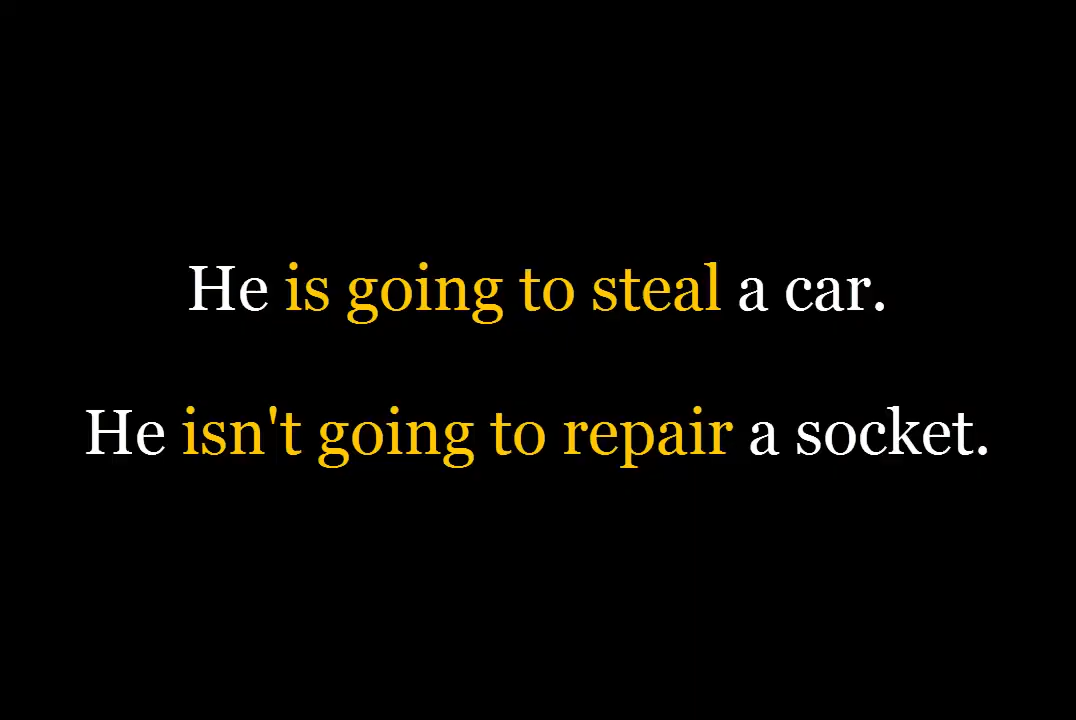 He is going to steal a car.
He isn't going to repair a socket.